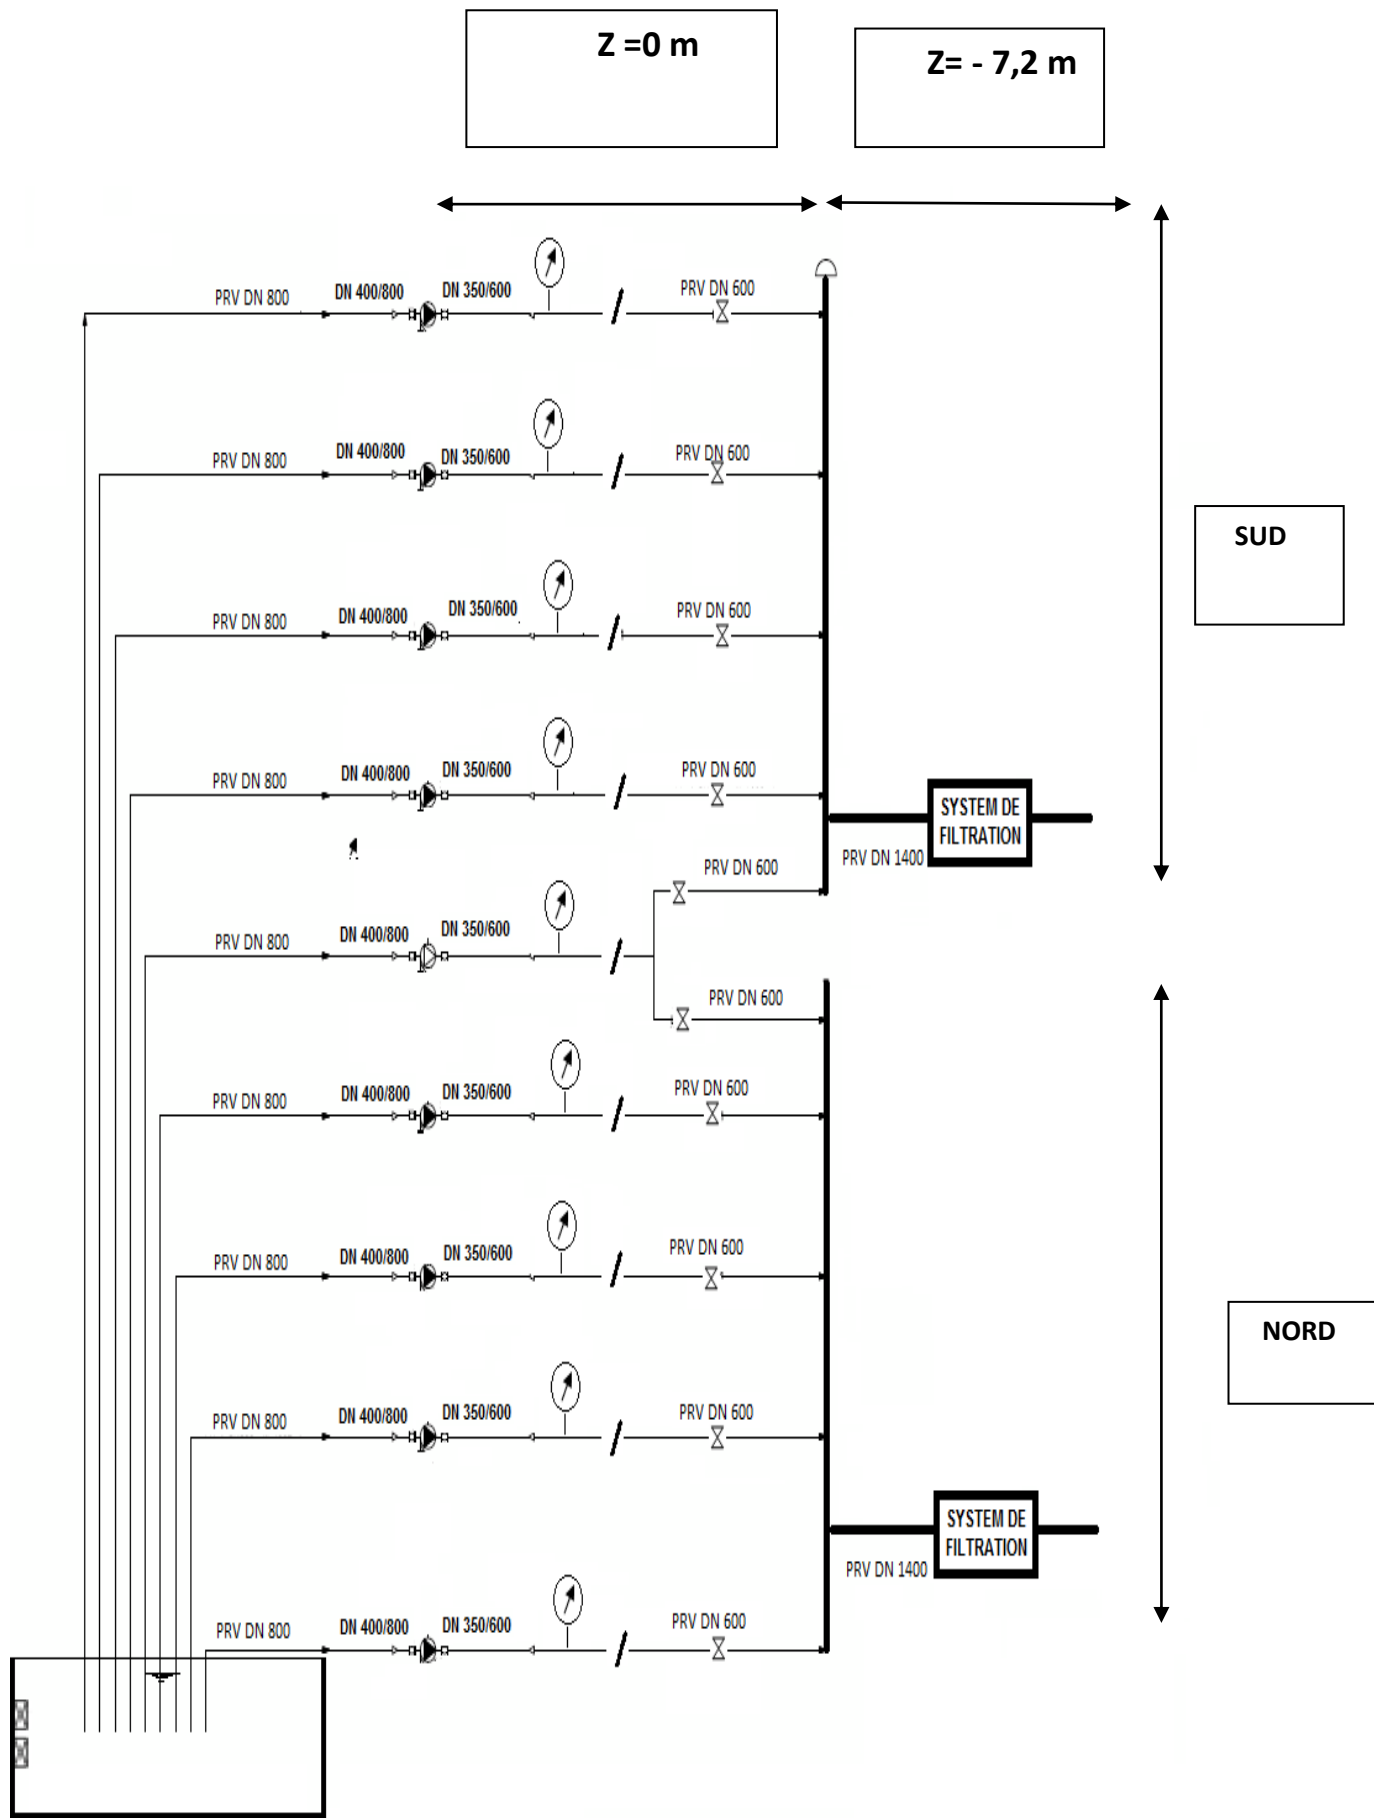 Z =0 m
Z= - 7,2 m
PRV DN 800
DN 400/800
DN 350/600
PRV DN 600
PRV DN 800
DN 400/800
DN 350/600
PRV DN 600
SUD
PRV DN 800
DN 400/800
DN 350/600
PRV DN 600
PRV DN 800
DN 400/800
DN 350/600
PRV DN 600
SYSTEM DE
FILTRATION
PRV DN 1400
PRV DN 600
PRV DN 800
DN 400/800
DN 350/600
PRV DN 600
PRV DN 800
DN 400/800
DN 350/600
PRV DN 600
PRV DN 800
DN 400/800
DN 350/600
PRV DN 600
NORD
PRV DN 800
DN 400/800
DN 350/600
PRV DN 600
SYSTEM DE
FILTRATION
PRV DN 1400
PRV DN 800
DN 400/800
DN 350/600
PRV DN 600